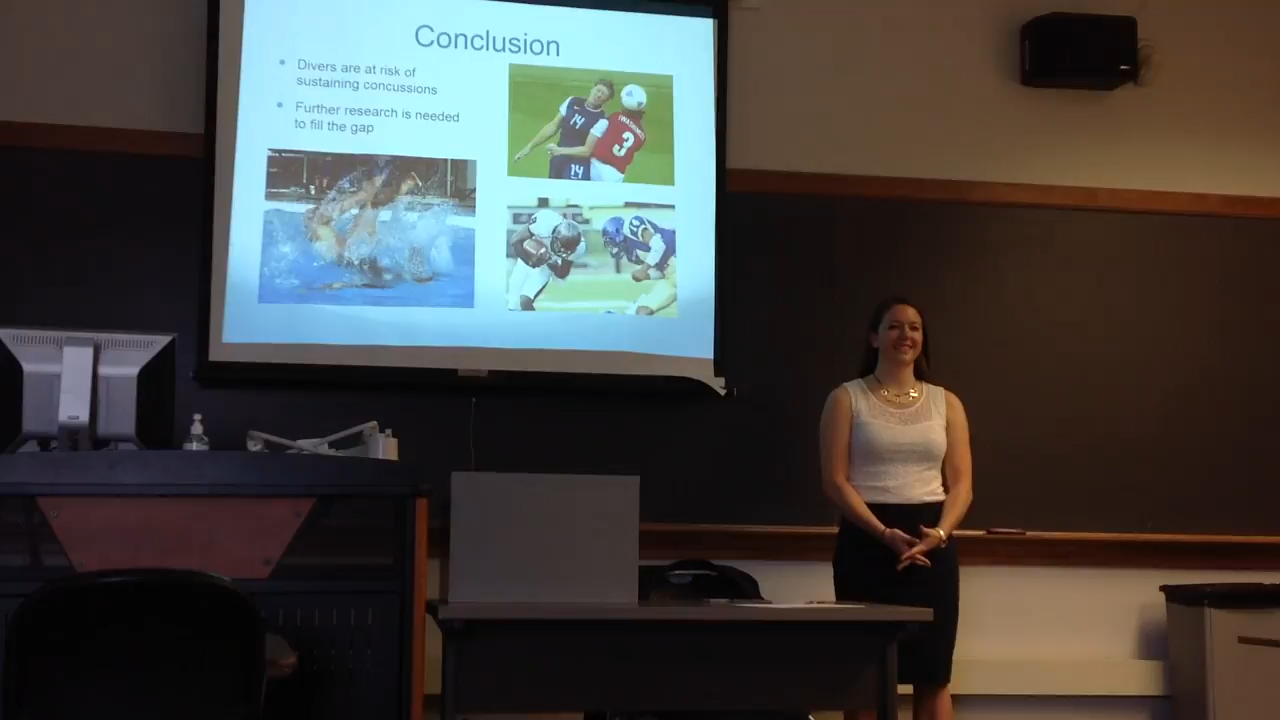 Conclusion
Divers are at risk of
sustaining concussions
Further research is needed
to fill the gap
14
14
3